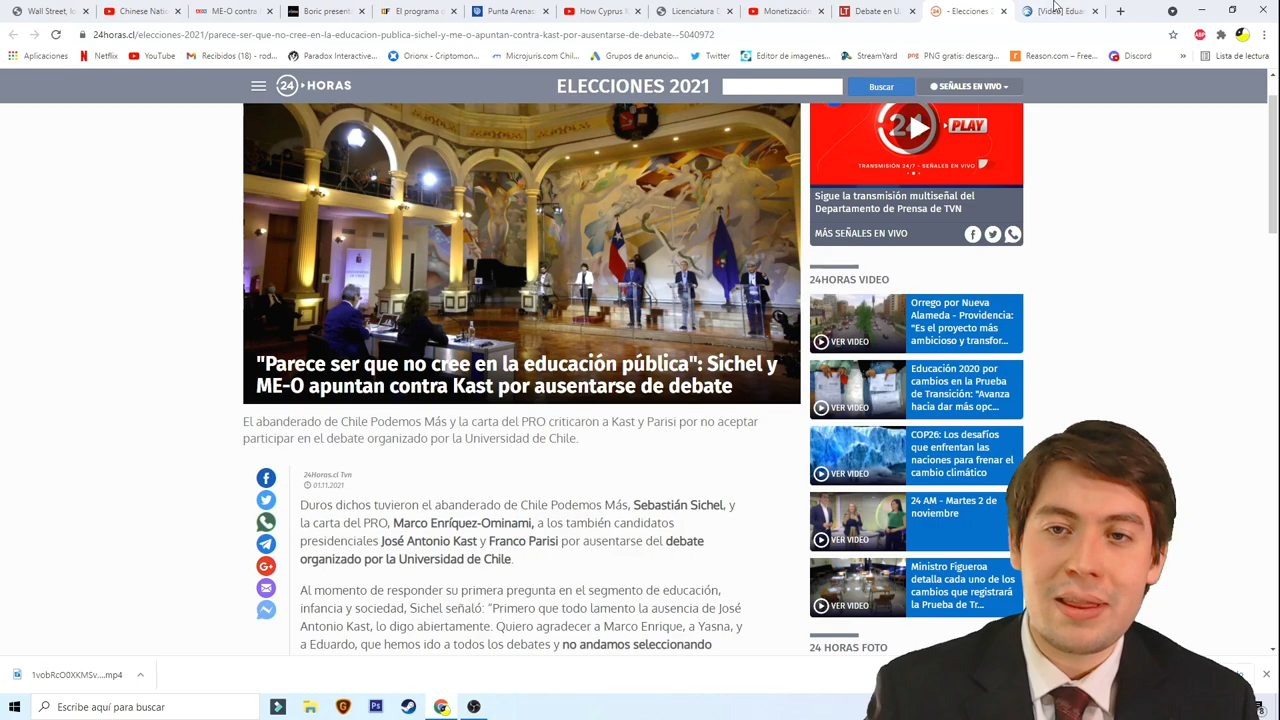 Wall Street, lo
Chinese Natio
ME-O contra
Boric present
El programa d
Punta Arenas
How Cyprus K
Licenciatura E
Monetización
Debate en U
- Elecciones 2
[Video] Edua
24horas.cl/elecciones-2021/parece-ser-que-no-cree-en-la-educacion-publica-sichel-y-me-o-apuntan-contra-kast-por-ausentarse-de-debate--5040972
Aplicaciones
Netflix
YouTube
Recibidos (18) - rod...
Paradox Interactive...
Orionx - Criptomon...
Microjuris.com Chil...
Grupos de anuncio...
Twitter
Editor de imagenes...
StreamYard
PNG gratis: descarg...
Reason.com – Free...
Discord
Lista de lectura
24 HORAS
ELECCIONES 2021
Buscar
SEÑALES EN VIVO
24 PLAY
TRANSMISIÓN 24/7 - SEÑALES EN VIVO
Sigue la transmisión multiseñal del
Departamento de Prensa de TVN
MÁS SEÑALES EN VIVO
24HORAS VIDEO
Orrego por Nueva
Alameda - Providencia:
"Es el proyecto más
ambicioso y transfor...
VER VIDEO
Educación 2020 por
cambios en la Prueba
de Transición: "Avanza
hacia dar más opc...
VER VIDEO
COP26: Los desafíos
que enfrentan las
naciones para frenar el
cambio climático
VER VIDEO
24 AM - Martes 2 de
noviembre
VER VIDEO
Ministro Figueroa
detalla cada uno de los
cambios que registrará
la Prueba de Tr...
VER VIDEO
24 HORAS FOTO
"Parece ser que no cree en la educación pública": Sichel y
ME-O apuntan contra Kast por ausentarse de debate
El abanderado de Chile Podemos Más y la carta del PRO criticaron a Kast y Parisi por no aceptar
participar en el debate organizado por la Universidad de Chile.
24Horas.cl Tvn
01.11.2021
Duros dichos tuvieron el abanderado de Chile Podemos Más, Sebastián Sichel, y
la carta del PRO, Marco Enríquez-Ominami, a los también candidatos
presidenciales José Antonio Kast y Franco Parisi por ausentarse del debate
organizado por la Universidad de Chile.
Al momento de responder su primera pregunta en el segmento de educación,
infancia y sociedad, Sichel señaló: "Primero que todo lamento la ausencia de José
Antonio Kast, lo digo abiertamente. Quiero agradecer a Marco Enrique, a Yasna, y
a Eduardo, que hemos ido a todos los debates y no andamos seleccionando
1vobRcO0XKMSv....mp4
Escribe aquí para buscar